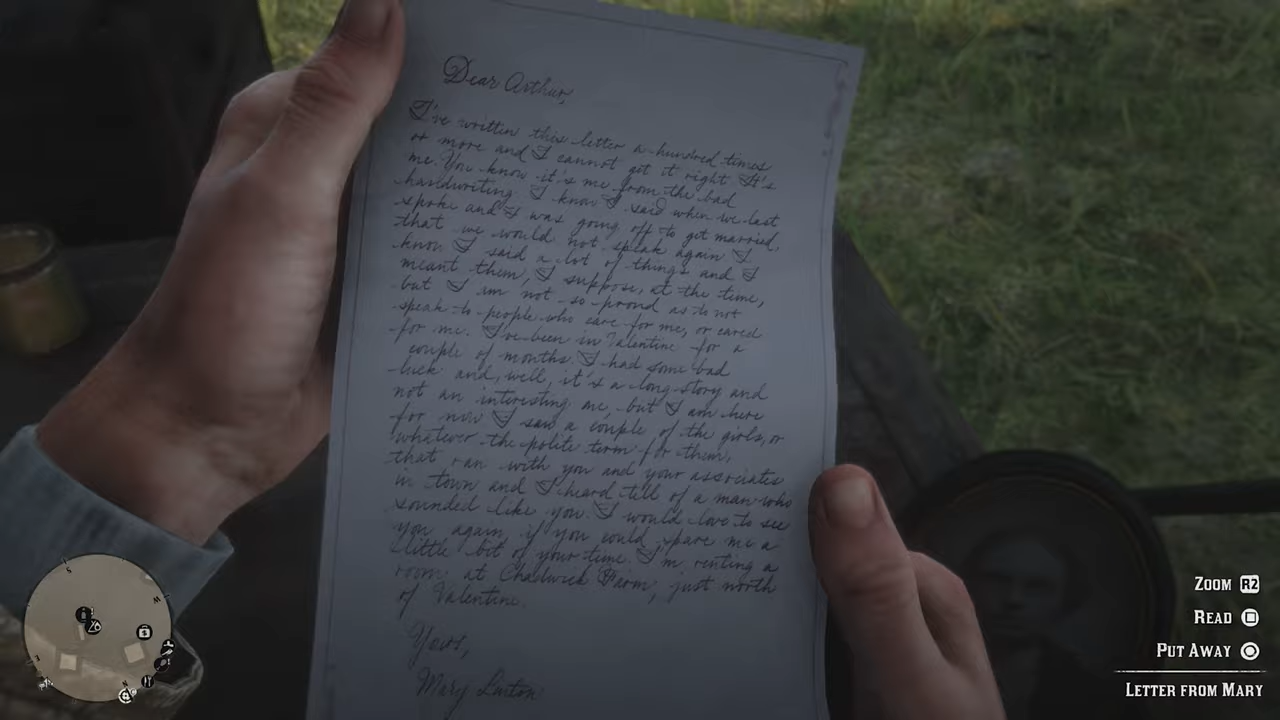 Dear Arthur,
I've written this letter a hundred times
or more and I cannot get it right. It's
me. You know it's me from the bad
handwriting. I know I said when we last
spoke and I was going off to get married,
that we would not speak again. I
know I said a lot of things and I
meant them, I suppose, at the time,
but I am not so proud as to not
speak to people who care for me, or cared
for me. I've been in Valentine for a
couple of months. I had some bad
luck and, well, it's a long story and
not an interesting one, but I am here
for now. I saw a couple of the girls, or
whatever the polite term for them,
that ran with you and your associates
in town and I heard tell of a man who
sounded like you. I would love to see
you again if you could spare me a
little bit of your time. I'm renting a
room at Chadwick Farm, just north
of Valentine.
Yours,
Mary Linton
ZOOM R2
READ
PUT AWAY
LETTER FROM MARY